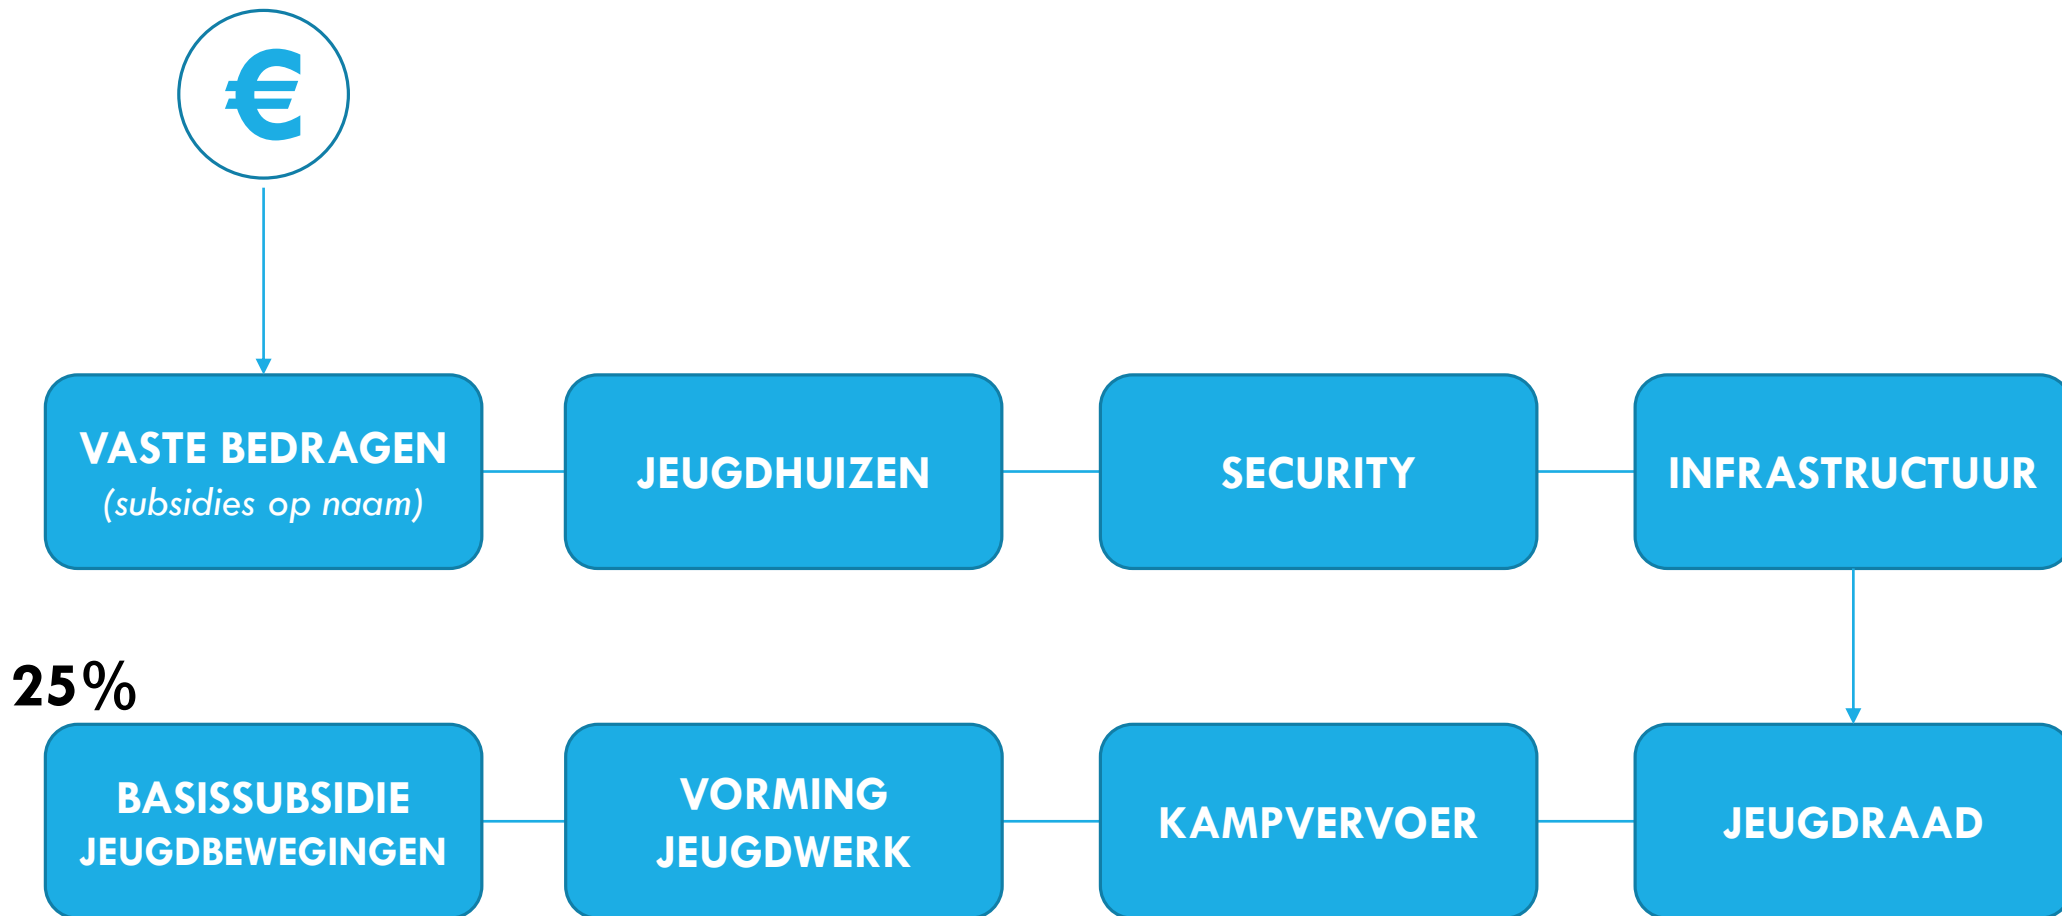 €
VASTE BEDRAGEN
(subsidies op naam)
JEUGDHUIZEN
SECURITY
INFRASTRUCTUUR
25%
BASISSUBSIDIE
JEUGDBEWEGINGEN
VORMING
JEUGDWERK
KAMPVERVOER
JEUGDRAAD